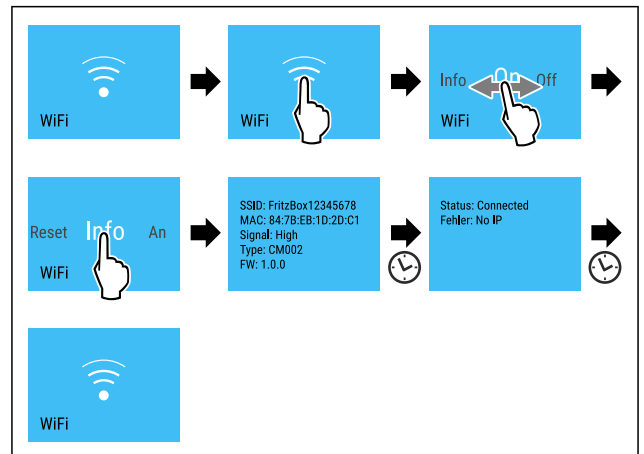 WiFi
WiFi
Info On Off
WiFi
Reset Info An
WiFi
SSID: FritzBox12345678
MAC: 84:7B:EB:1D:2D:C1
Signal: High
Type: CM002
FW: 1.0.0
Status: Connected
Fehler: No IP
WiFi